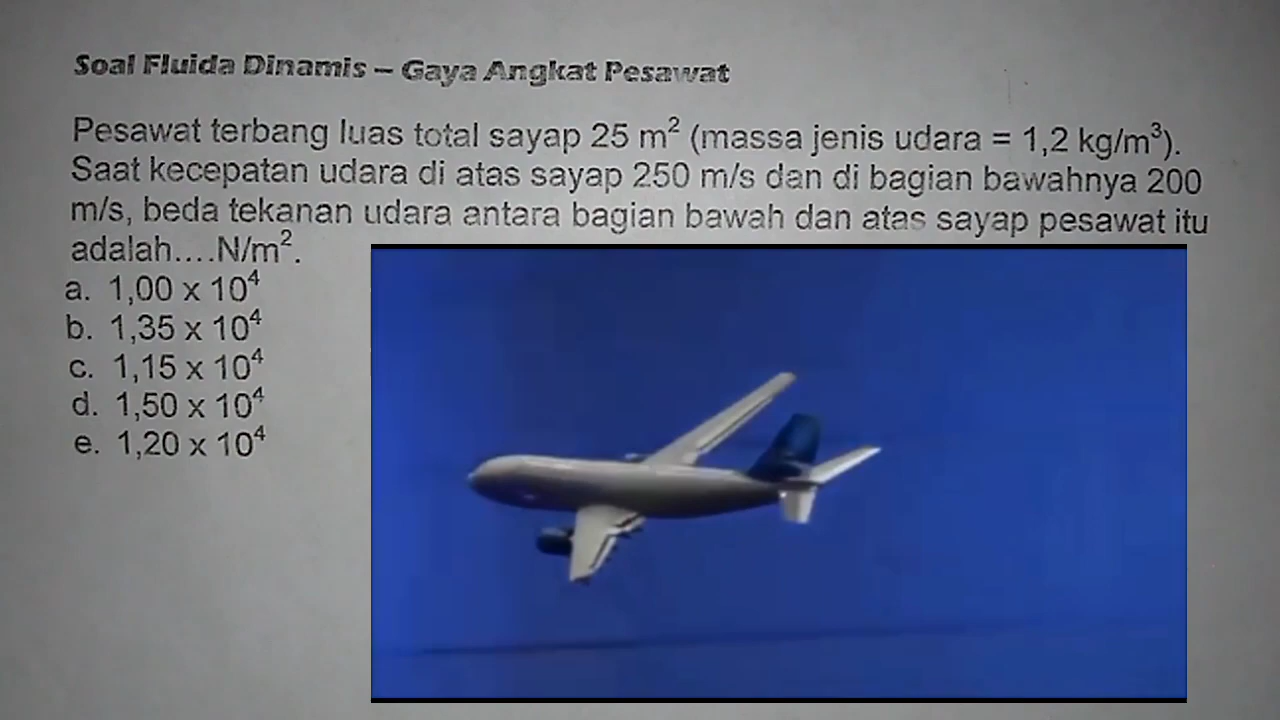 Soal Fluida Dinamis – Gaya Angkat Pesawat
Pesawat terbang luas total sayap 25 m² (massa jenis udara = 1,2 kg/m³).
Saat kecepatan udara di atas sayap 250 m/s dan di bagian bawahnya 200
m/s, beda tekanan udara antara bagian bawah dan atas sayap pesawat itu
adalah....N/m².
a. 1,00 x 10⁴
b. 1,35 x 10⁴
c. 1,15 x 10⁴
d. 1,50 x 10⁴
e. 1,20 x 10⁴